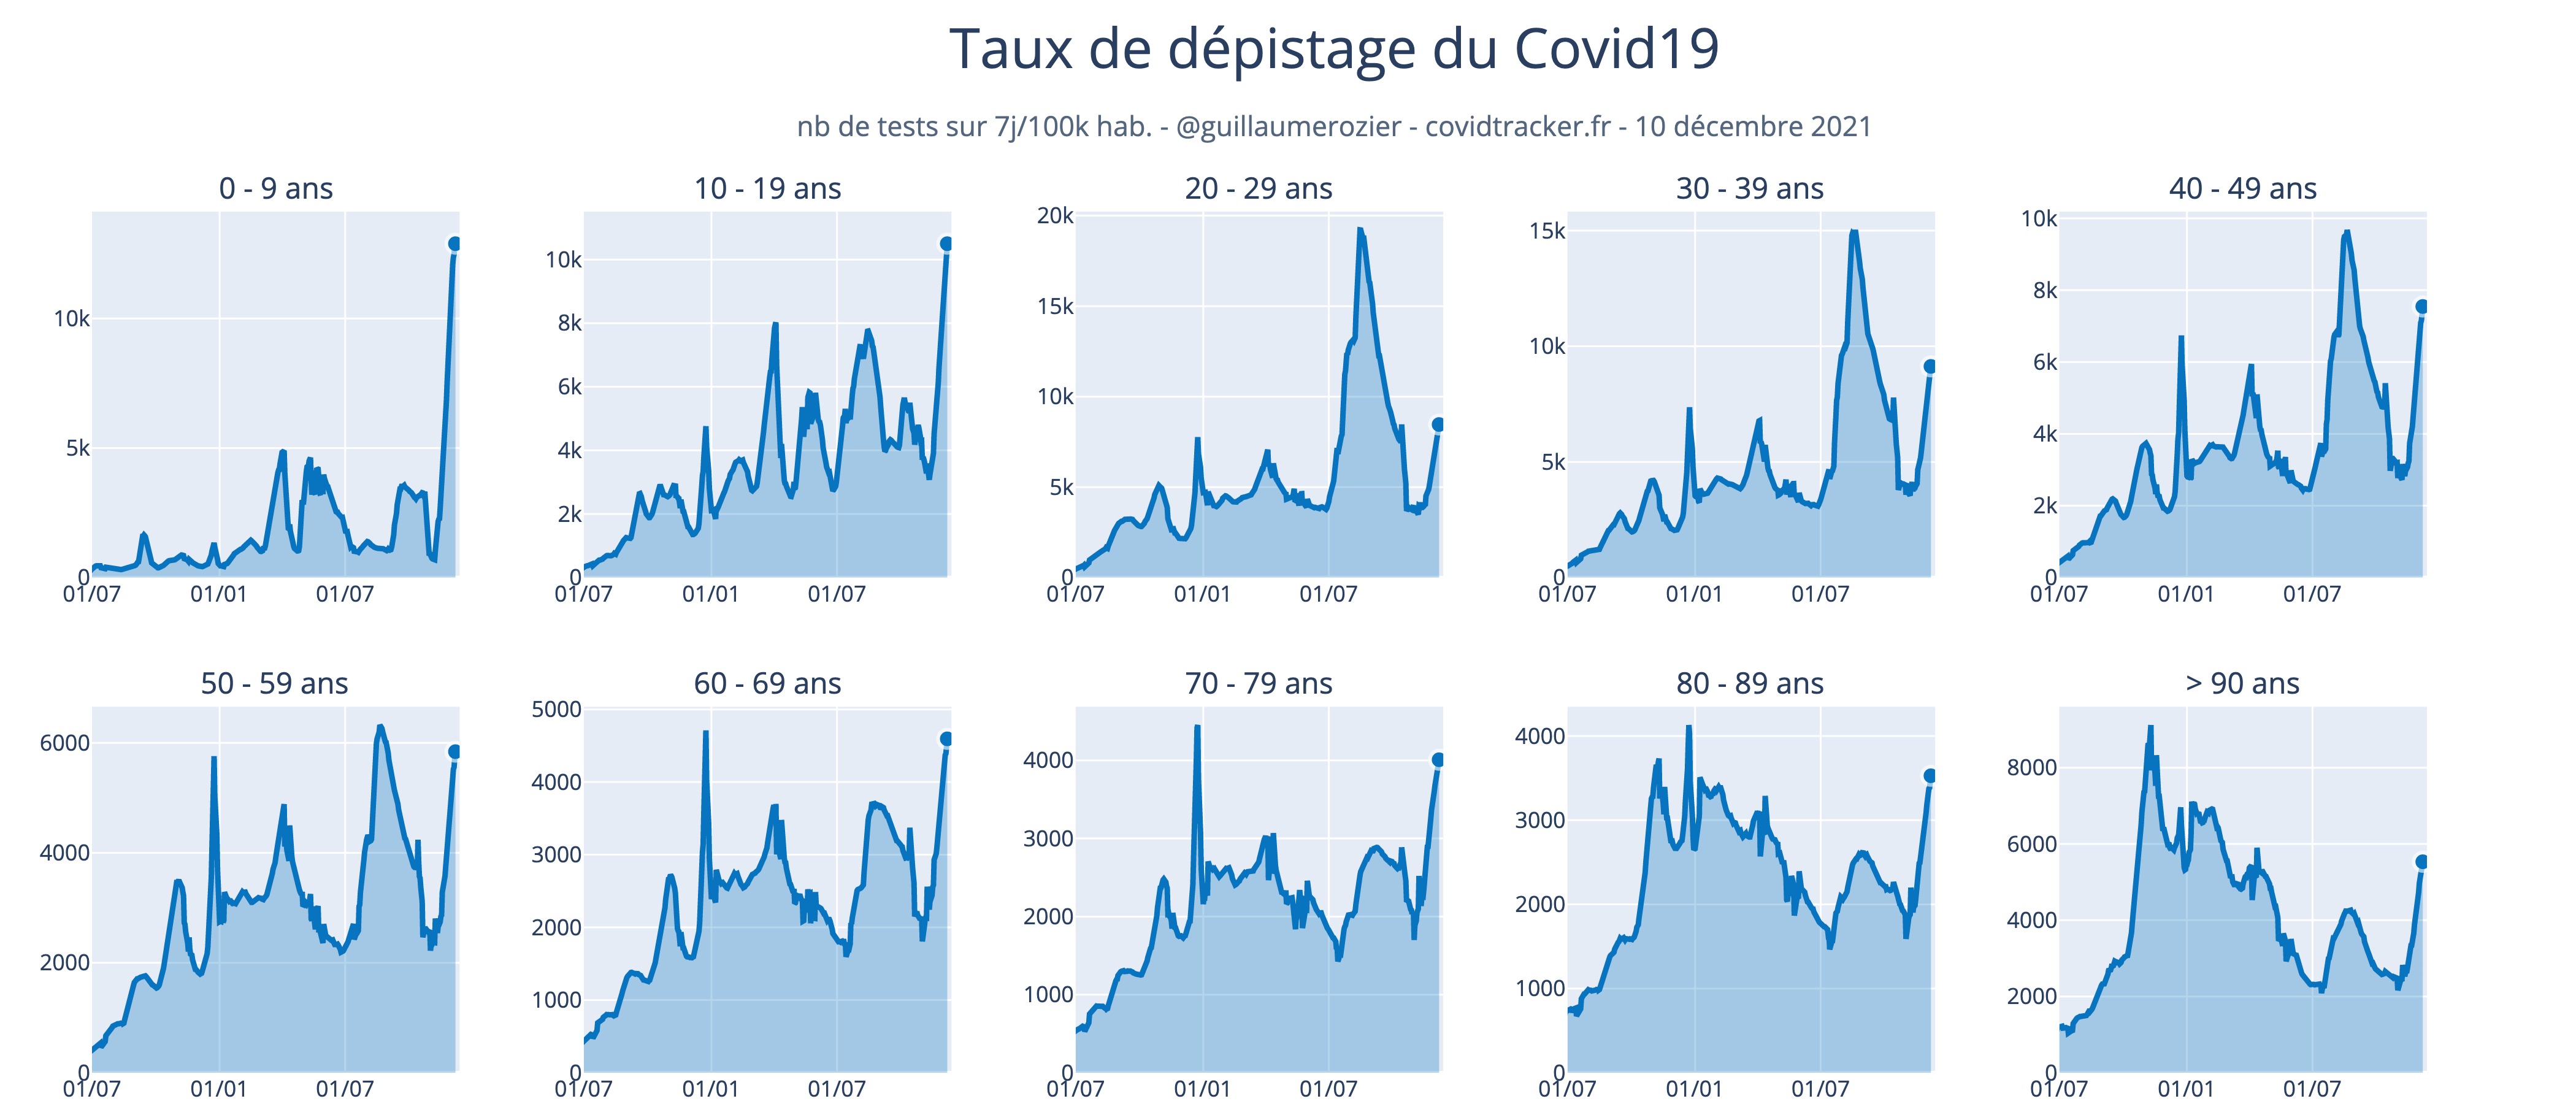 Taux de dépistage du Covid19
nb de tests sur 7j/100k hab. - @guillaumerozier - covidtracker.fr - 10 décembre 2021
0 - 9 ans
10k
5k
0
01/07 01/01 01/07
10 - 19 ans
10k
8k
6k
4k
2k
0
01/07 01/01 01/07
20 - 29 ans
20k
15k
10k
5k
0
01/07 01/01 01/07
30 - 39 ans
15k
10k
5k
0
01/07 01/01 01/07
40 - 49 ans
10k
8k
6k
4k
2k
0
01/07 01/01 01/07
50 - 59 ans
6000
4000
2000
0
01/07 01/01 01/07
60 - 69 ans
5000
4000
3000
2000
1000
0
01/07 01/01 01/07
70 - 79 ans
4000
3000
2000
1000
0
01/07 01/01 01/07
80 - 89 ans
4000
3000
2000
1000
0
01/07 01/01 01/07
> 90 ans
8000
6000
4000
2000
0
01/07 01/01 01/07